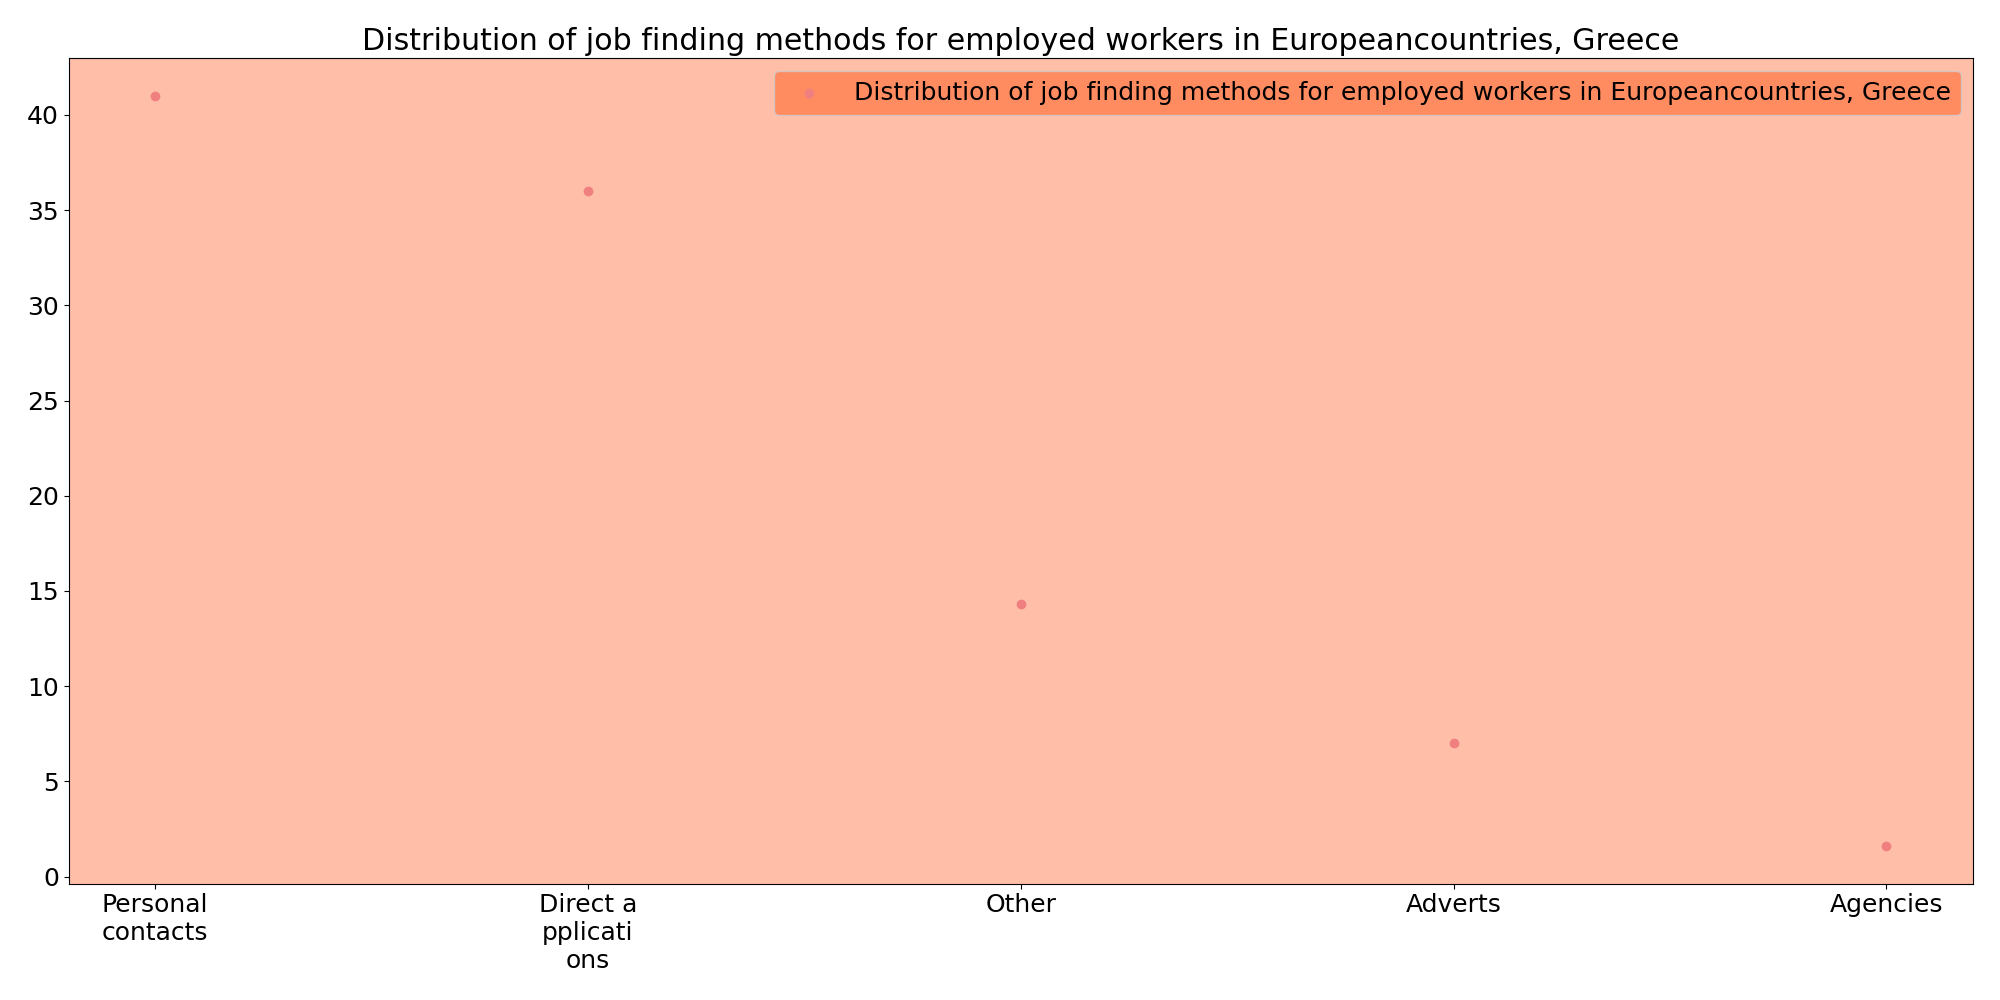 Distribution of job finding methods for employed workers in Europeancountries, Greece
Distribution of job finding methods for employed workers in Europeancountries, Greece
40
35
30
25
20
15
10
5
0
Personal
contacts
Direct a
pplicati
ons
Other
Adverts
Agencies